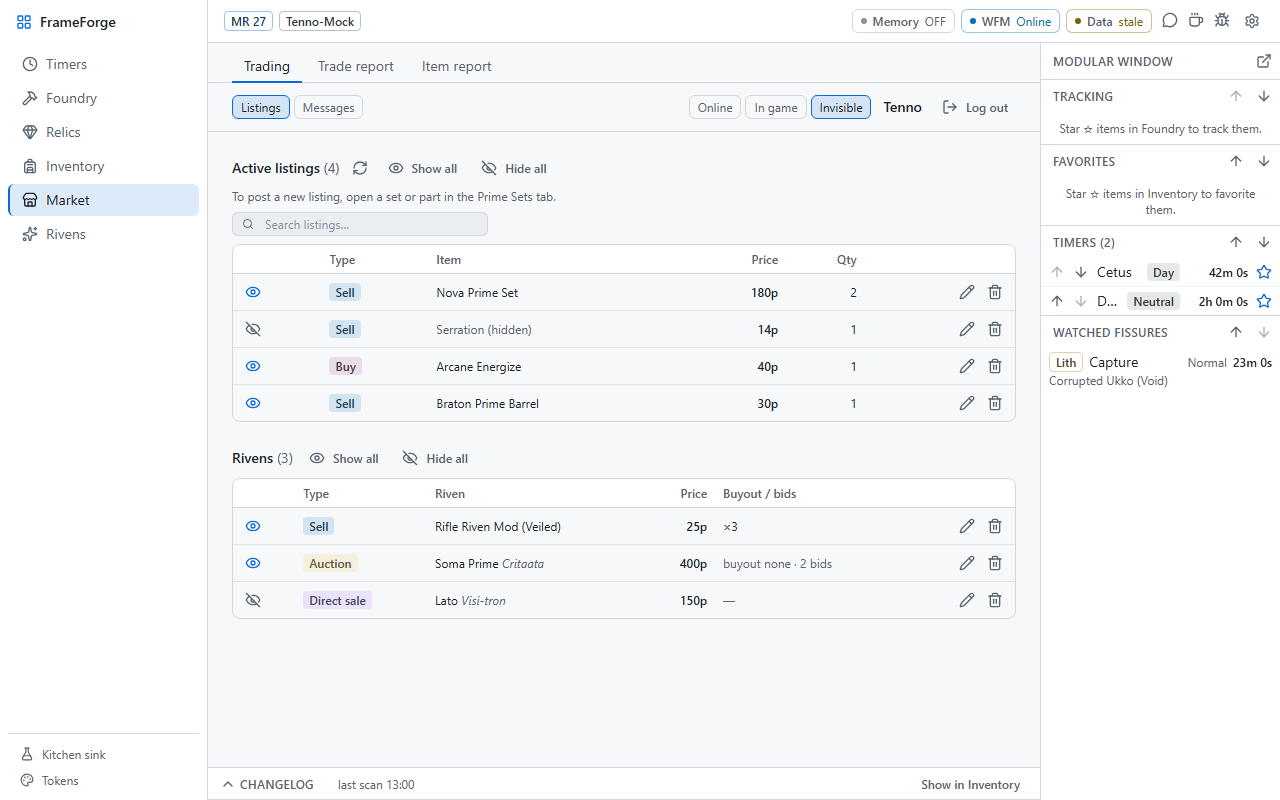 FrameForge
MR 27
Tenno-Mock
Memory OFF
WFM Online
Data stale
Timers
Foundry
Relics
Inventory
Market
Rivens
Kitchen sink
Tokens
Trading
Trade report
Item report
Listings
Messages
Online
In game
Invisible
Tenno
Log out
Active listings (4)
Show all
Hide all
To post a new listing, open a set or part in the Prime Sets tab.
Search listings...
Type Item Price Qty
Sell Nova Prime Set 180p 2
Sell Serration (hidden) 14p 1
Buy Arcane Energize 40p 1
Sell Braton Prime Barrel 30p 1
Rivens (3)
Show all
Hide all
Type Riven Price Buyout / bids
Sell Rifle Riven Mod (Veiled) 25p ×3
Auction Soma Prime Critaata 400p buyout none · 2 bids
Direct sale Lato Visi-tron 150p —
CHANGELOG
last scan 13:00
Show in Inventory
MODULAR WINDOW
TRACKING
Star ☆ items in Foundry to track them.
FAVORITES
Star ☆ items in Inventory to favorite
them.
TIMERS (2)
Cetus Day 42m 0s
D... Neutral 2h 0m 0s
WATCHED FISSURES
Lith Capture Normal 23m 0s
Corrupted Ukko (Void)